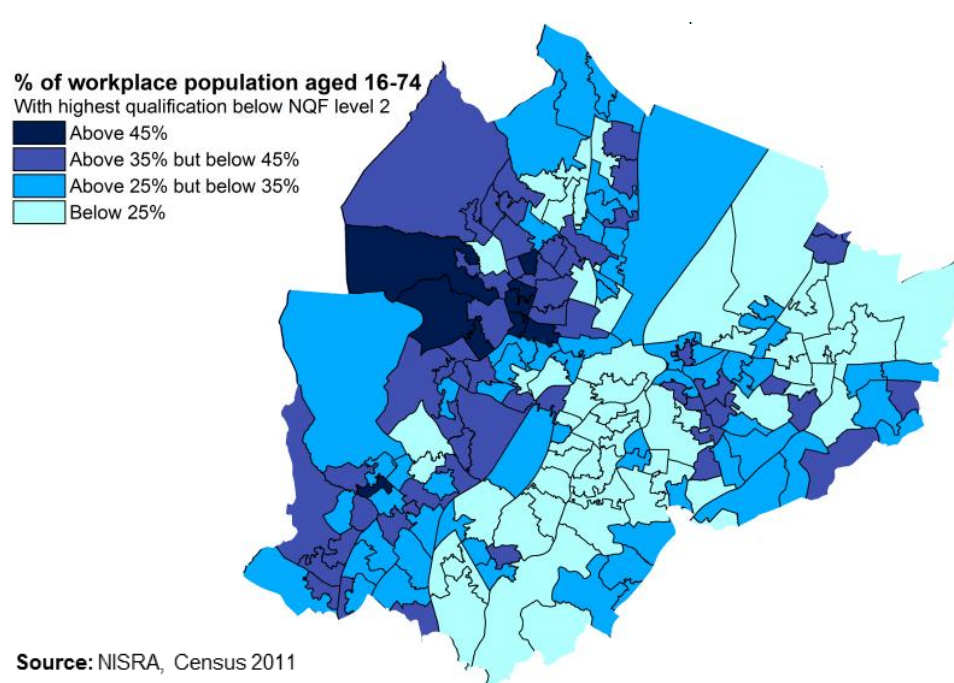 % of workplace population aged 16-74
With highest qualification below NQF level 2
Above 45%
Above 35% but below 45%
Above 25% but below 35%
Below 25%
Source: NISRA, Census 2011